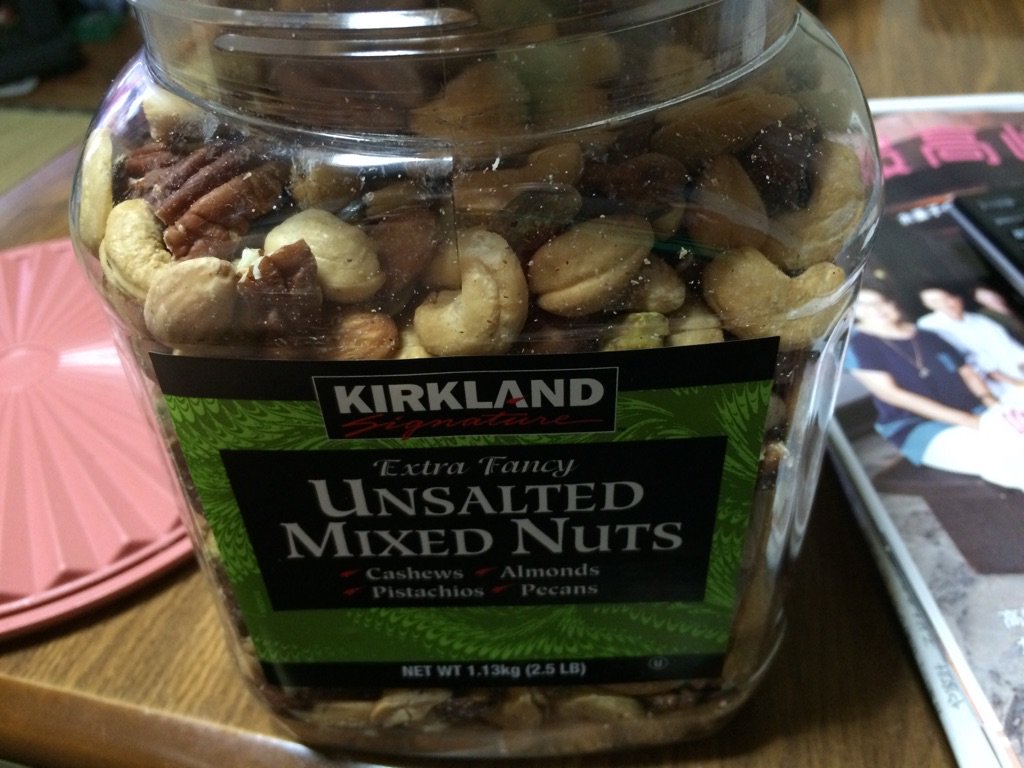 KIRKLAND
Signature
Extra Fancy
UNSALTED
MIXED NUTS
Cashews Almonds
Pistachios Pecans
NET WT 1.13kg (2.5 LB)